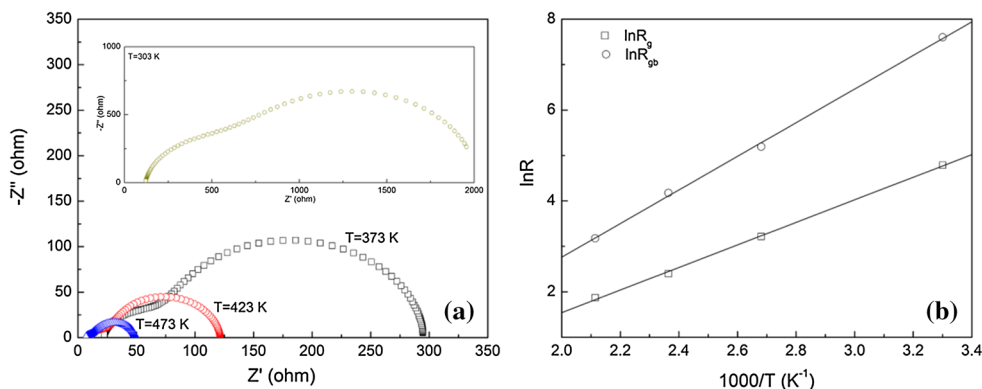 350
300
250
200
150
100
50
0
-Z'' (ohm)
0 50 100 150 200 250 300 350
Z' (ohm)
T=303 K
1000
500
0
-Z'' (ohm)
0 500 1000 1500 2000
Z' (ohm)
T=373 K
T=423 K
T=473 K
(a)
8
6
4
2
lnR
lnRg
lnRgb
2.0 2.2 2.4 2.6 2.8 3.0 3.2 3.4
1000/T (K-1)
(b)